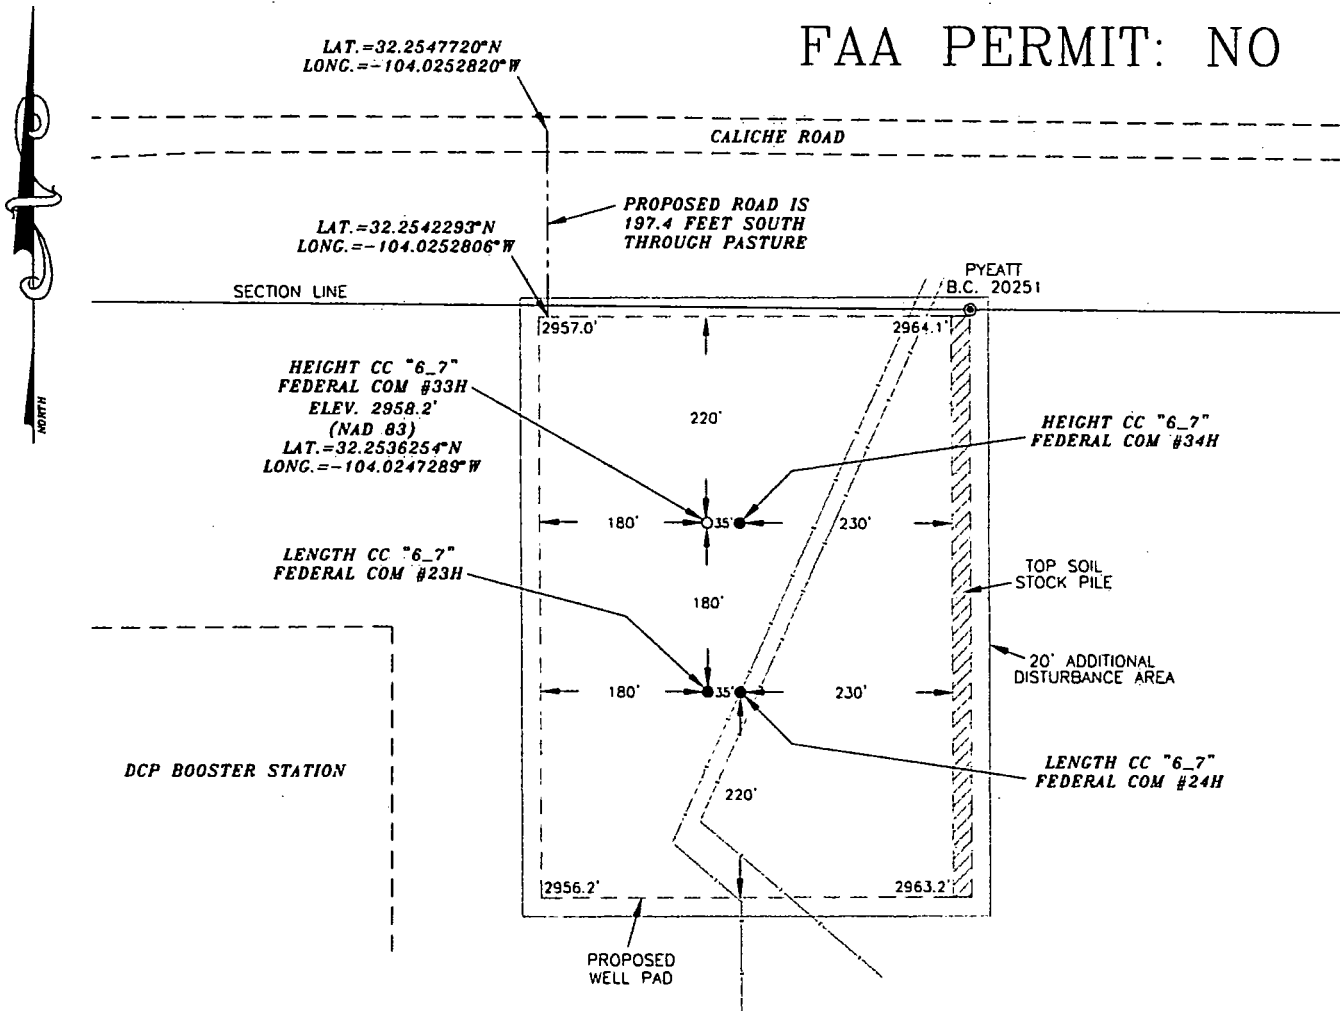 FAA PERMIT: NO
LAT.=32.2547720°N
LONG.=-104.0252820°W
CALICHE ROAD
PROPOSED ROAD IS
197.4 FEET SOUTH
THROUGH PASTURE
LAT.=32.2542293°N
LONG.=-104.0252806°W
SECTION LINE
PYEATT
B.C. 20251
2957.0'
2964.1'
HEIGHT CC "6_7"
FEDERAL COM #33H
ELEV. 2958.2'
(NAD 83)
LAT.=32.2536254°N
LONG.=-104.0247289°W
NORTH
220'
HEIGHT CC "6_7"
FEDERAL COM #34H
180'
35'
230'
LENGTH CC "6_7"
FEDERAL COM #23H
TOP SOIL
STOCK PILE
180'
20' ADDITIONAL
DISTURBANCE AREA
180'
35'
230'
DCP BOOSTER STATION
LENGTH CC "6_7"
FEDERAL COM #24H
220'
2956.2'
2963.2'
PROPOSED
WELL PAD